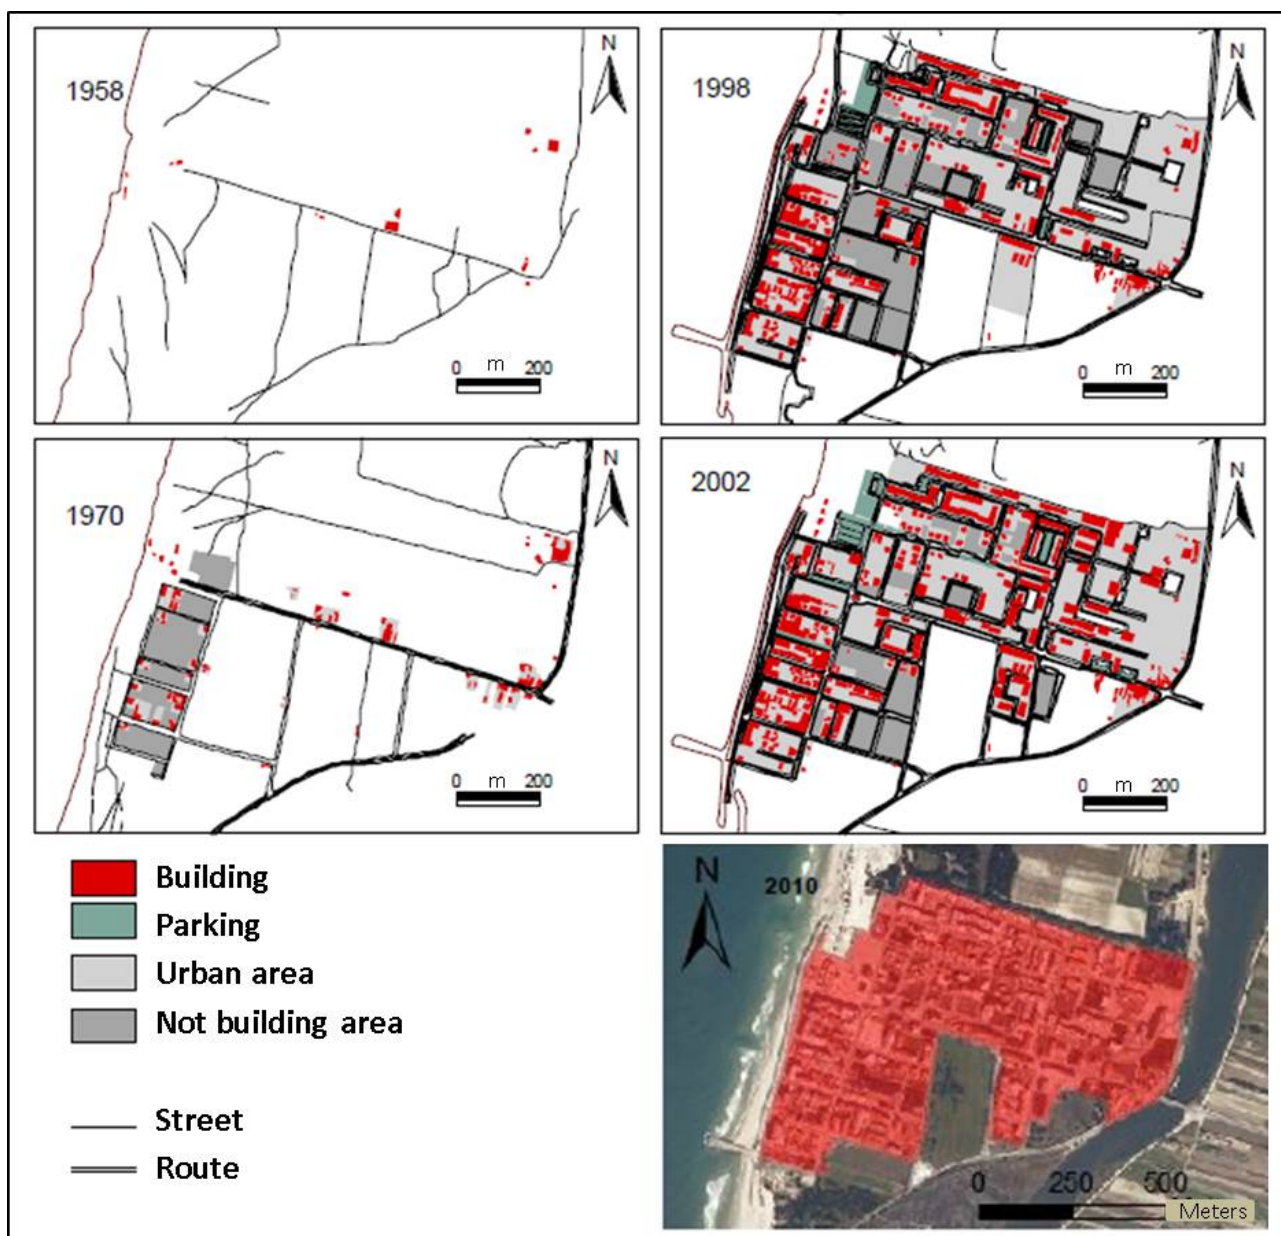 1958
N
0 m 200
1998
N
0 m 200
1970
N
0 m 200
2002
N
0 m 200
Building
Parking
Urban area
Not building area
Street
Route
N
2010
0 250 500
Meters